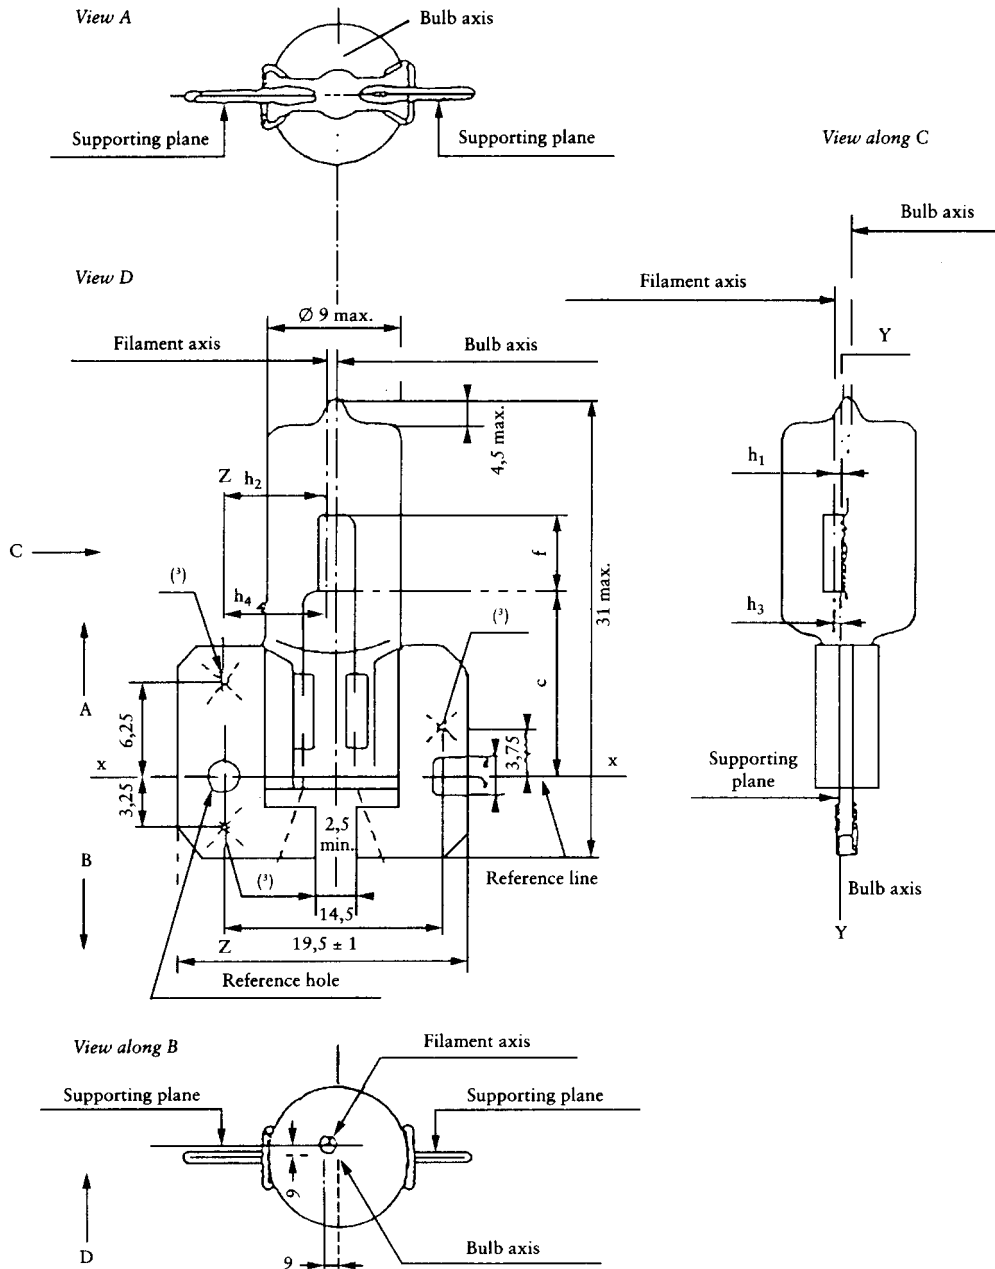 View A
Bulb axis
Supporting plane
Supporting plane
View along C
Bulb axis
View D
Filament axis
Ø 9 max.
Filament axis
Bulb axis
Y
4,5 max.
Z h₂
h₁
C
f
(³)
h₄
(³)
31 max.
h₃
A
6,25
c
3,75
x
x
Supporting
plane
3,25
2,5
min.
B
(³)
Reference line
Bulb axis
14,5
Z
19,5 ± 1
Y
Reference hole
View along B
Filament axis
Supporting plane
Supporting plane
9
D
Bulb axis
9